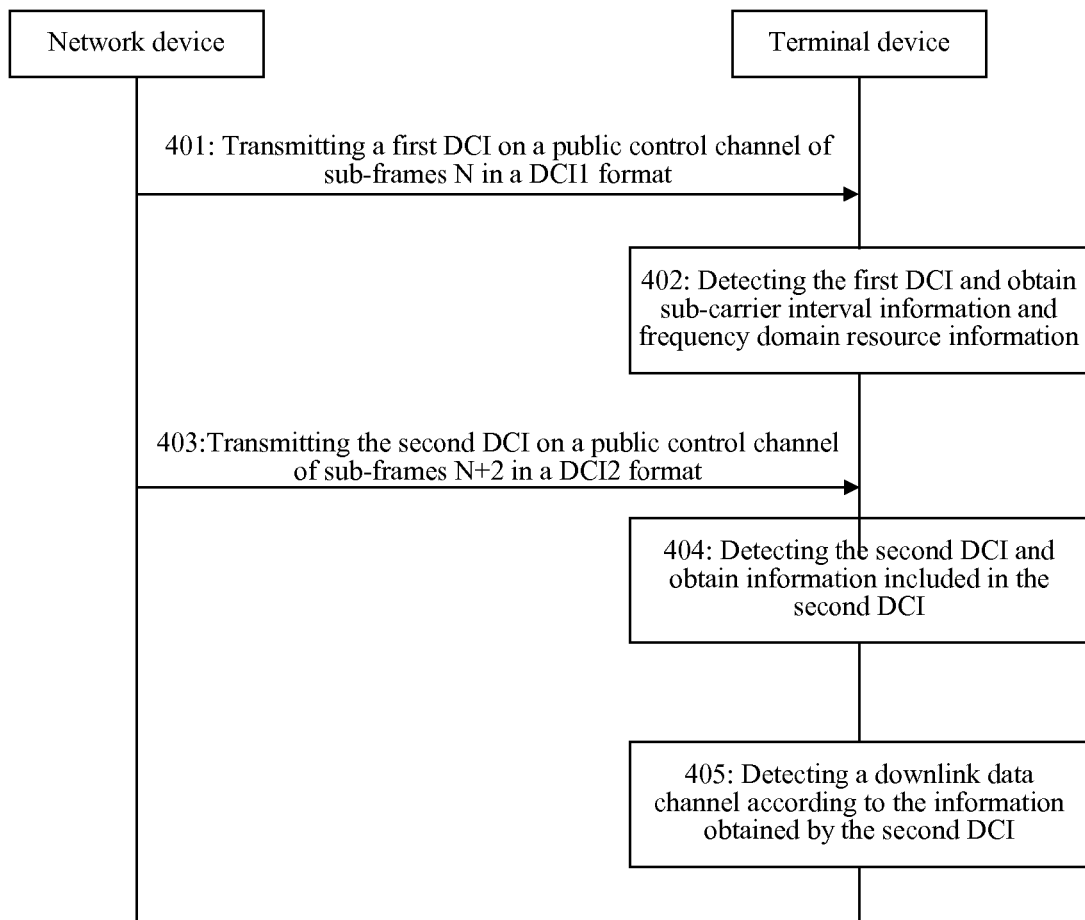 Network device
Terminal device
401: Transmitting a first DCI on a public control channel of
sub-frames N in a DCI1 format
402: Detecting the first DCI and obtain
sub-carrier interval information and
frequency domain resource information
403:Transmitting the second DCI on a public control channel
of sub-frames N+2 in a DCI2 format
404: Detecting the second DCI and
obtain information included in the
second DCI
405: Detecting a downlink data
channel according to the information
obtained by the second DCI